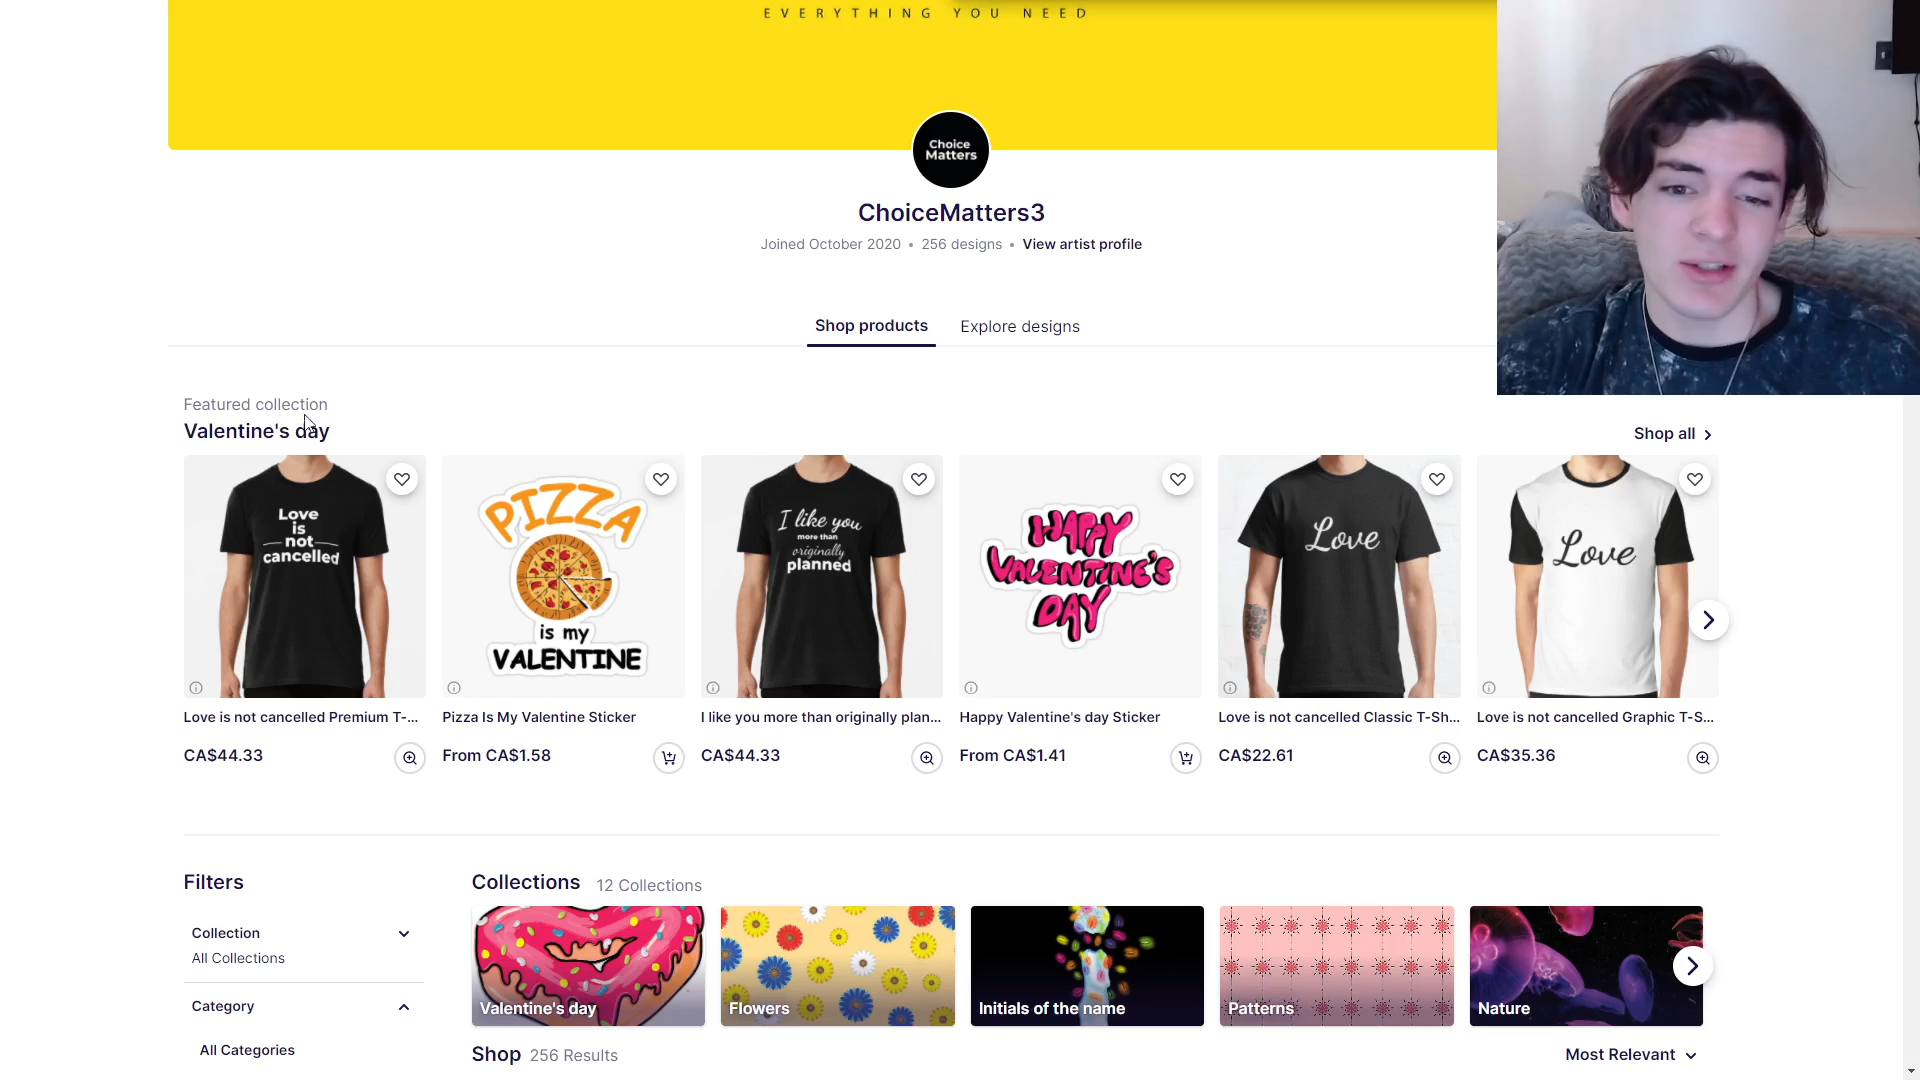 EVERYTHING YOU NEED
Choice
Matters
ChoiceMatters3
Joined October 2020 • 256 designs • View artist profile
Shop products
Explore designs
Featured collection
Valentine's day
Shop all
Love
is
not
cancelled
PIZZA
is my
VALENTINE
I like you
more than
originally
planned
HAPPY
VALENTINE'S
DAY
Love
Love
Love is not cancelled Premium T-...
Pizza Is My Valentine Sticker
I like you more than originally plan...
Happy Valentine's day Sticker
Love is not cancelled Classic T-Sh...
Love is not cancelled Graphic T-S...
CA$44.33
From CA$1.58
CA$44.33
From CA$1.41
CA$22.61
CA$35.36
Filters
Collection
All Collections
Category
All Categories
Collections 12 Collections
Valentine's day
Flowers
Initials of the name
Patterns
Nature
Shop 256 Results
Most Relevant